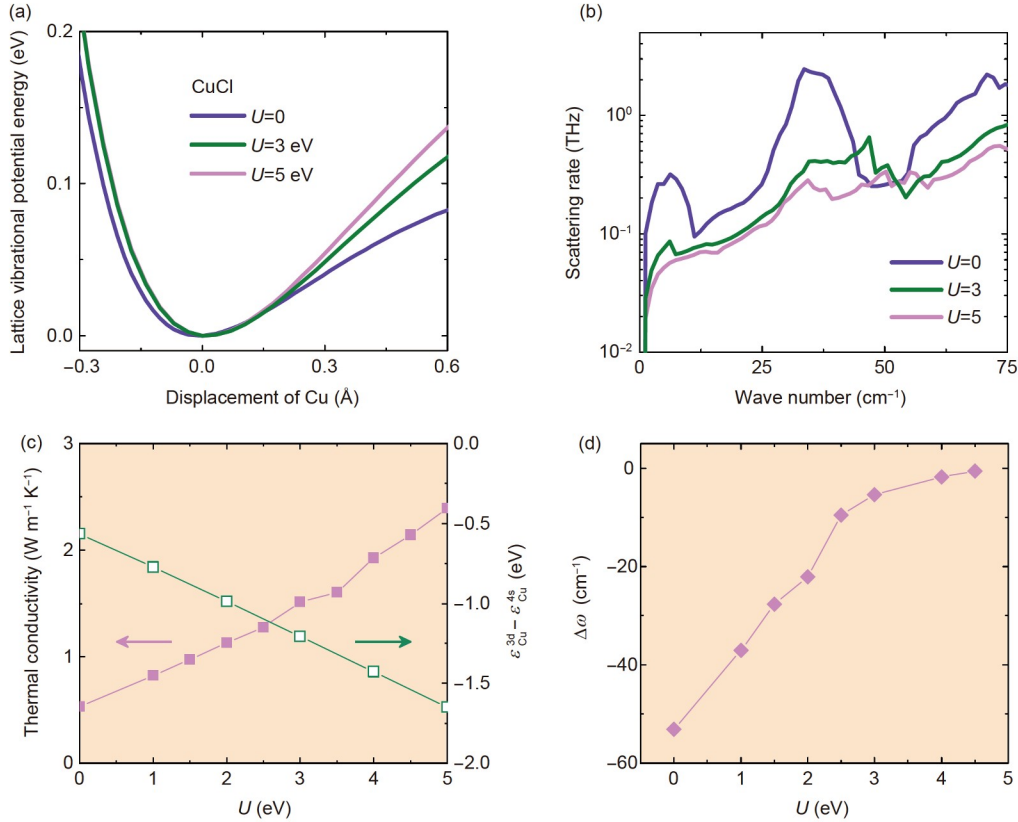 (a)
Lattice vibrational potential energy (eV)
0.2
0.1
0.0
−0.3
0.0
0.3
0.6
Displacement of Cu (Å)
CuCl
U=0
U=3 eV
U=5 eV
(b)
Scattering rate (THz)
10⁰
10⁻¹
10⁻²
0
25
50
75
Wave number (cm⁻¹)
U=0
U=3
U=5
(c)
Thermal conductivity (W m⁻¹ K⁻¹)
3
2
1
0
0
1
2
3
4
5
U (eV)
0.0
−0.5
−1.0
−1.5
−2.0
ε³ᵈ_Cu − ε⁴ˢ_Cu (eV)
(d)
Δω (cm⁻¹)
0
−20
−40
−60
0
1
2
3
4
5
U (eV)